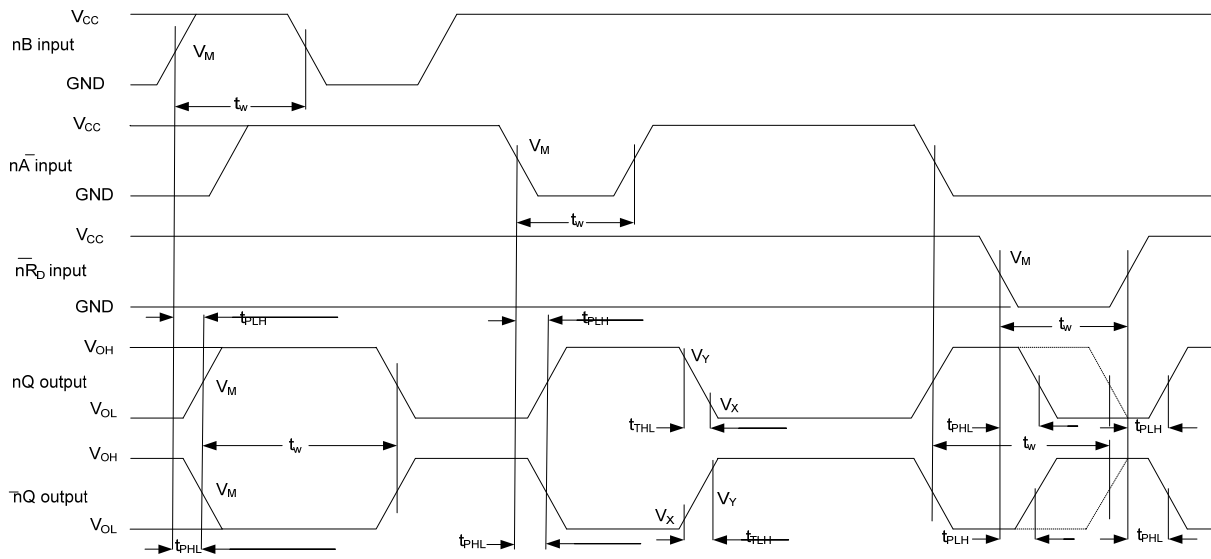 VCC
nB input
VM
GND
tw
VCC
nA̅ input
VM
GND
tw
VCC
nR̅D input
VM
GND
tPLH
tPLH
tw
VOH
nQ output
VM
VY
VOL
VX
tTHL
tPHL
tPLH
tw
tw
VOH
nQ̅ output
VM
VX
VY
VOL
tPHL
tPHL
tTLH
tPLH
tPHL